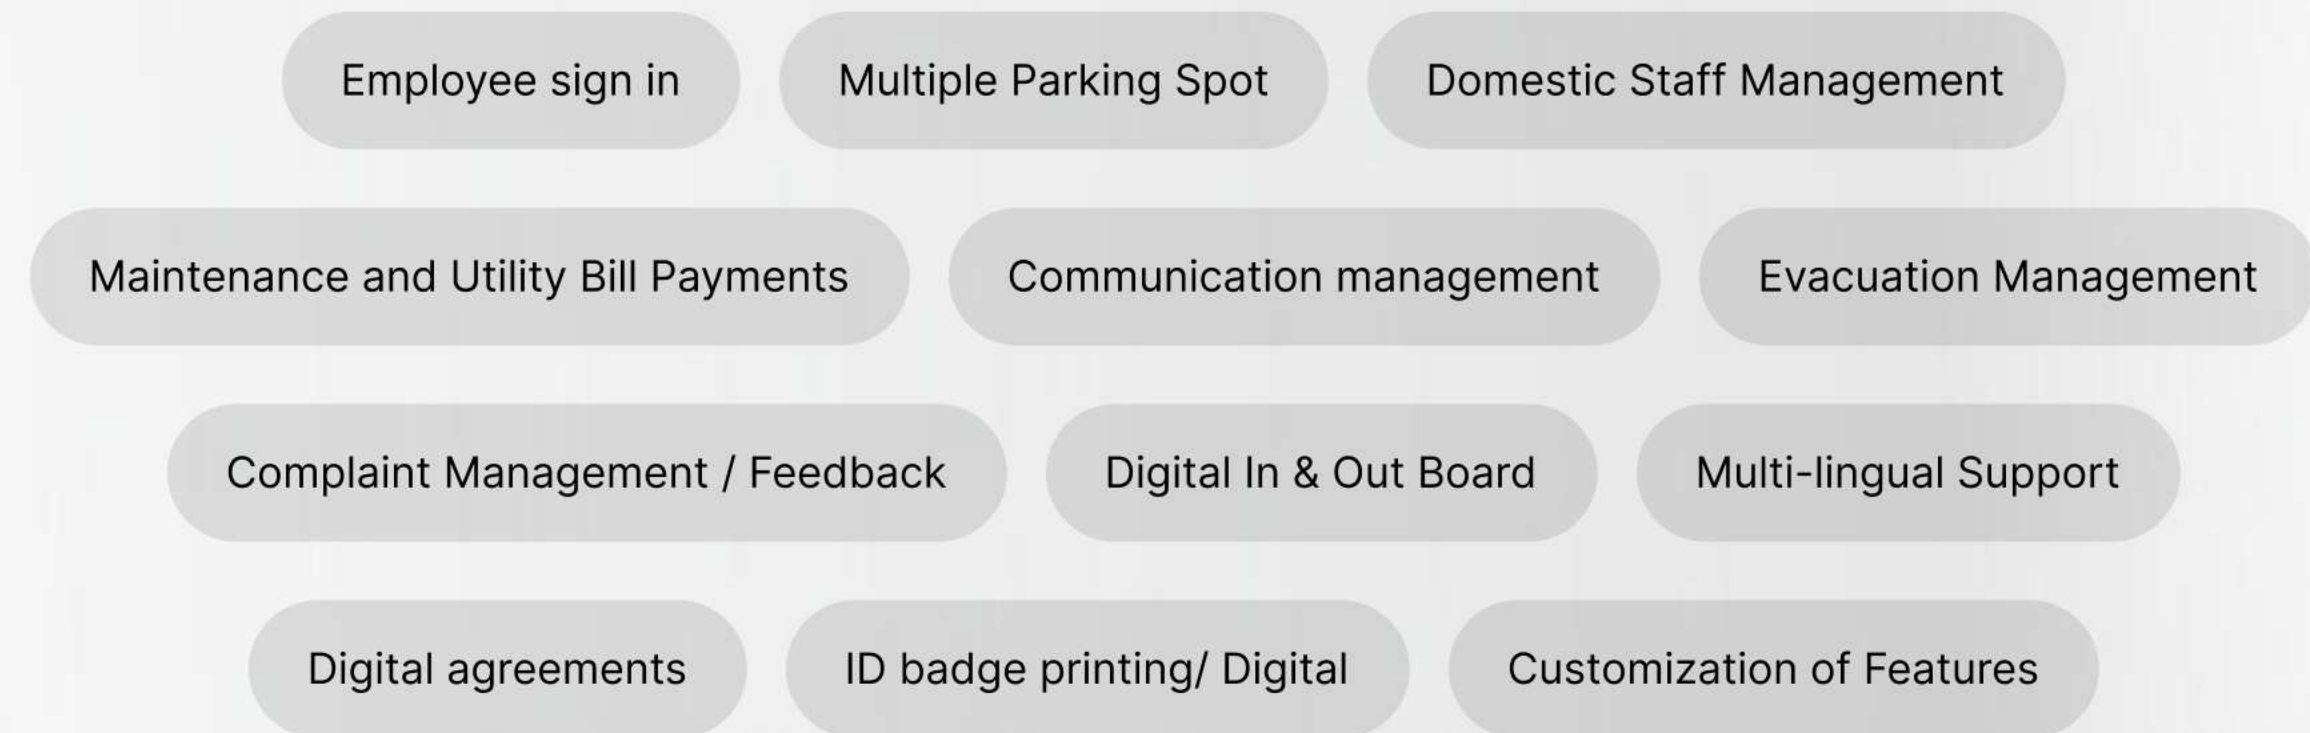 Employee sign in
Multiple Parking Spot
Domestic Staff Management
Maintenance and Utility Bill Payments
Communication management
Evacuation Management
Complaint Management / Feedback
Digital In & Out Board
Multi-lingual Support
Digital agreements
ID badge printing/ Digital
Customization of Features